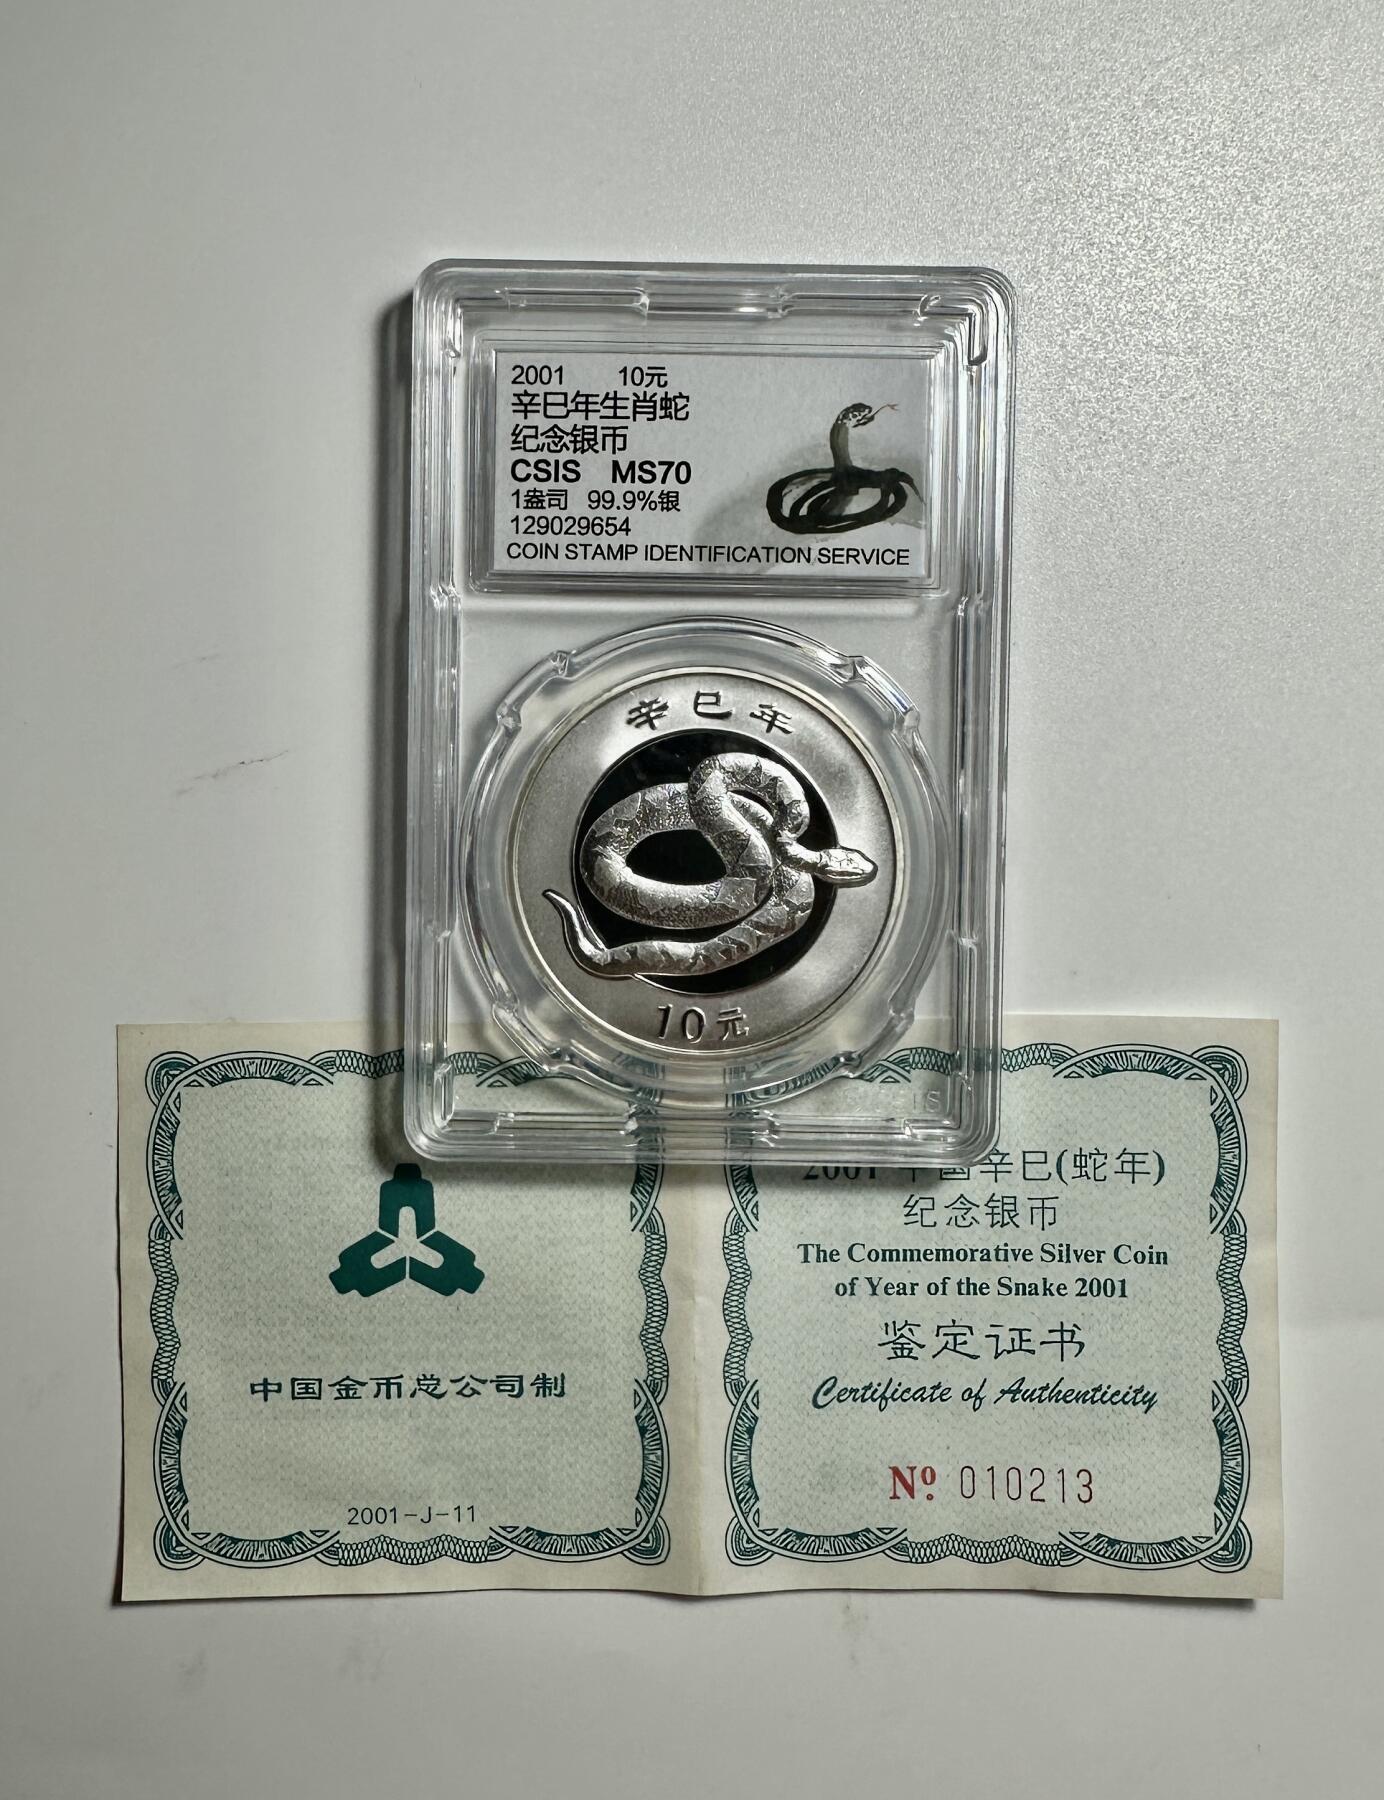 2001 10元
辛巳年生肖蛇
纪念银币
CSIS MS70
1盎司 99.9%银
129029654
COIN STAMP IDENTIFICATION SERVICE
辛巳年
10元
中国金币总公司制
2001-J-11
2001 中国辛巳(蛇年)
纪念银币
The Commemorative Silver Coin
of Year of the Snake 2001
鉴定证书
Certificate of Authenticity
Nº 010213